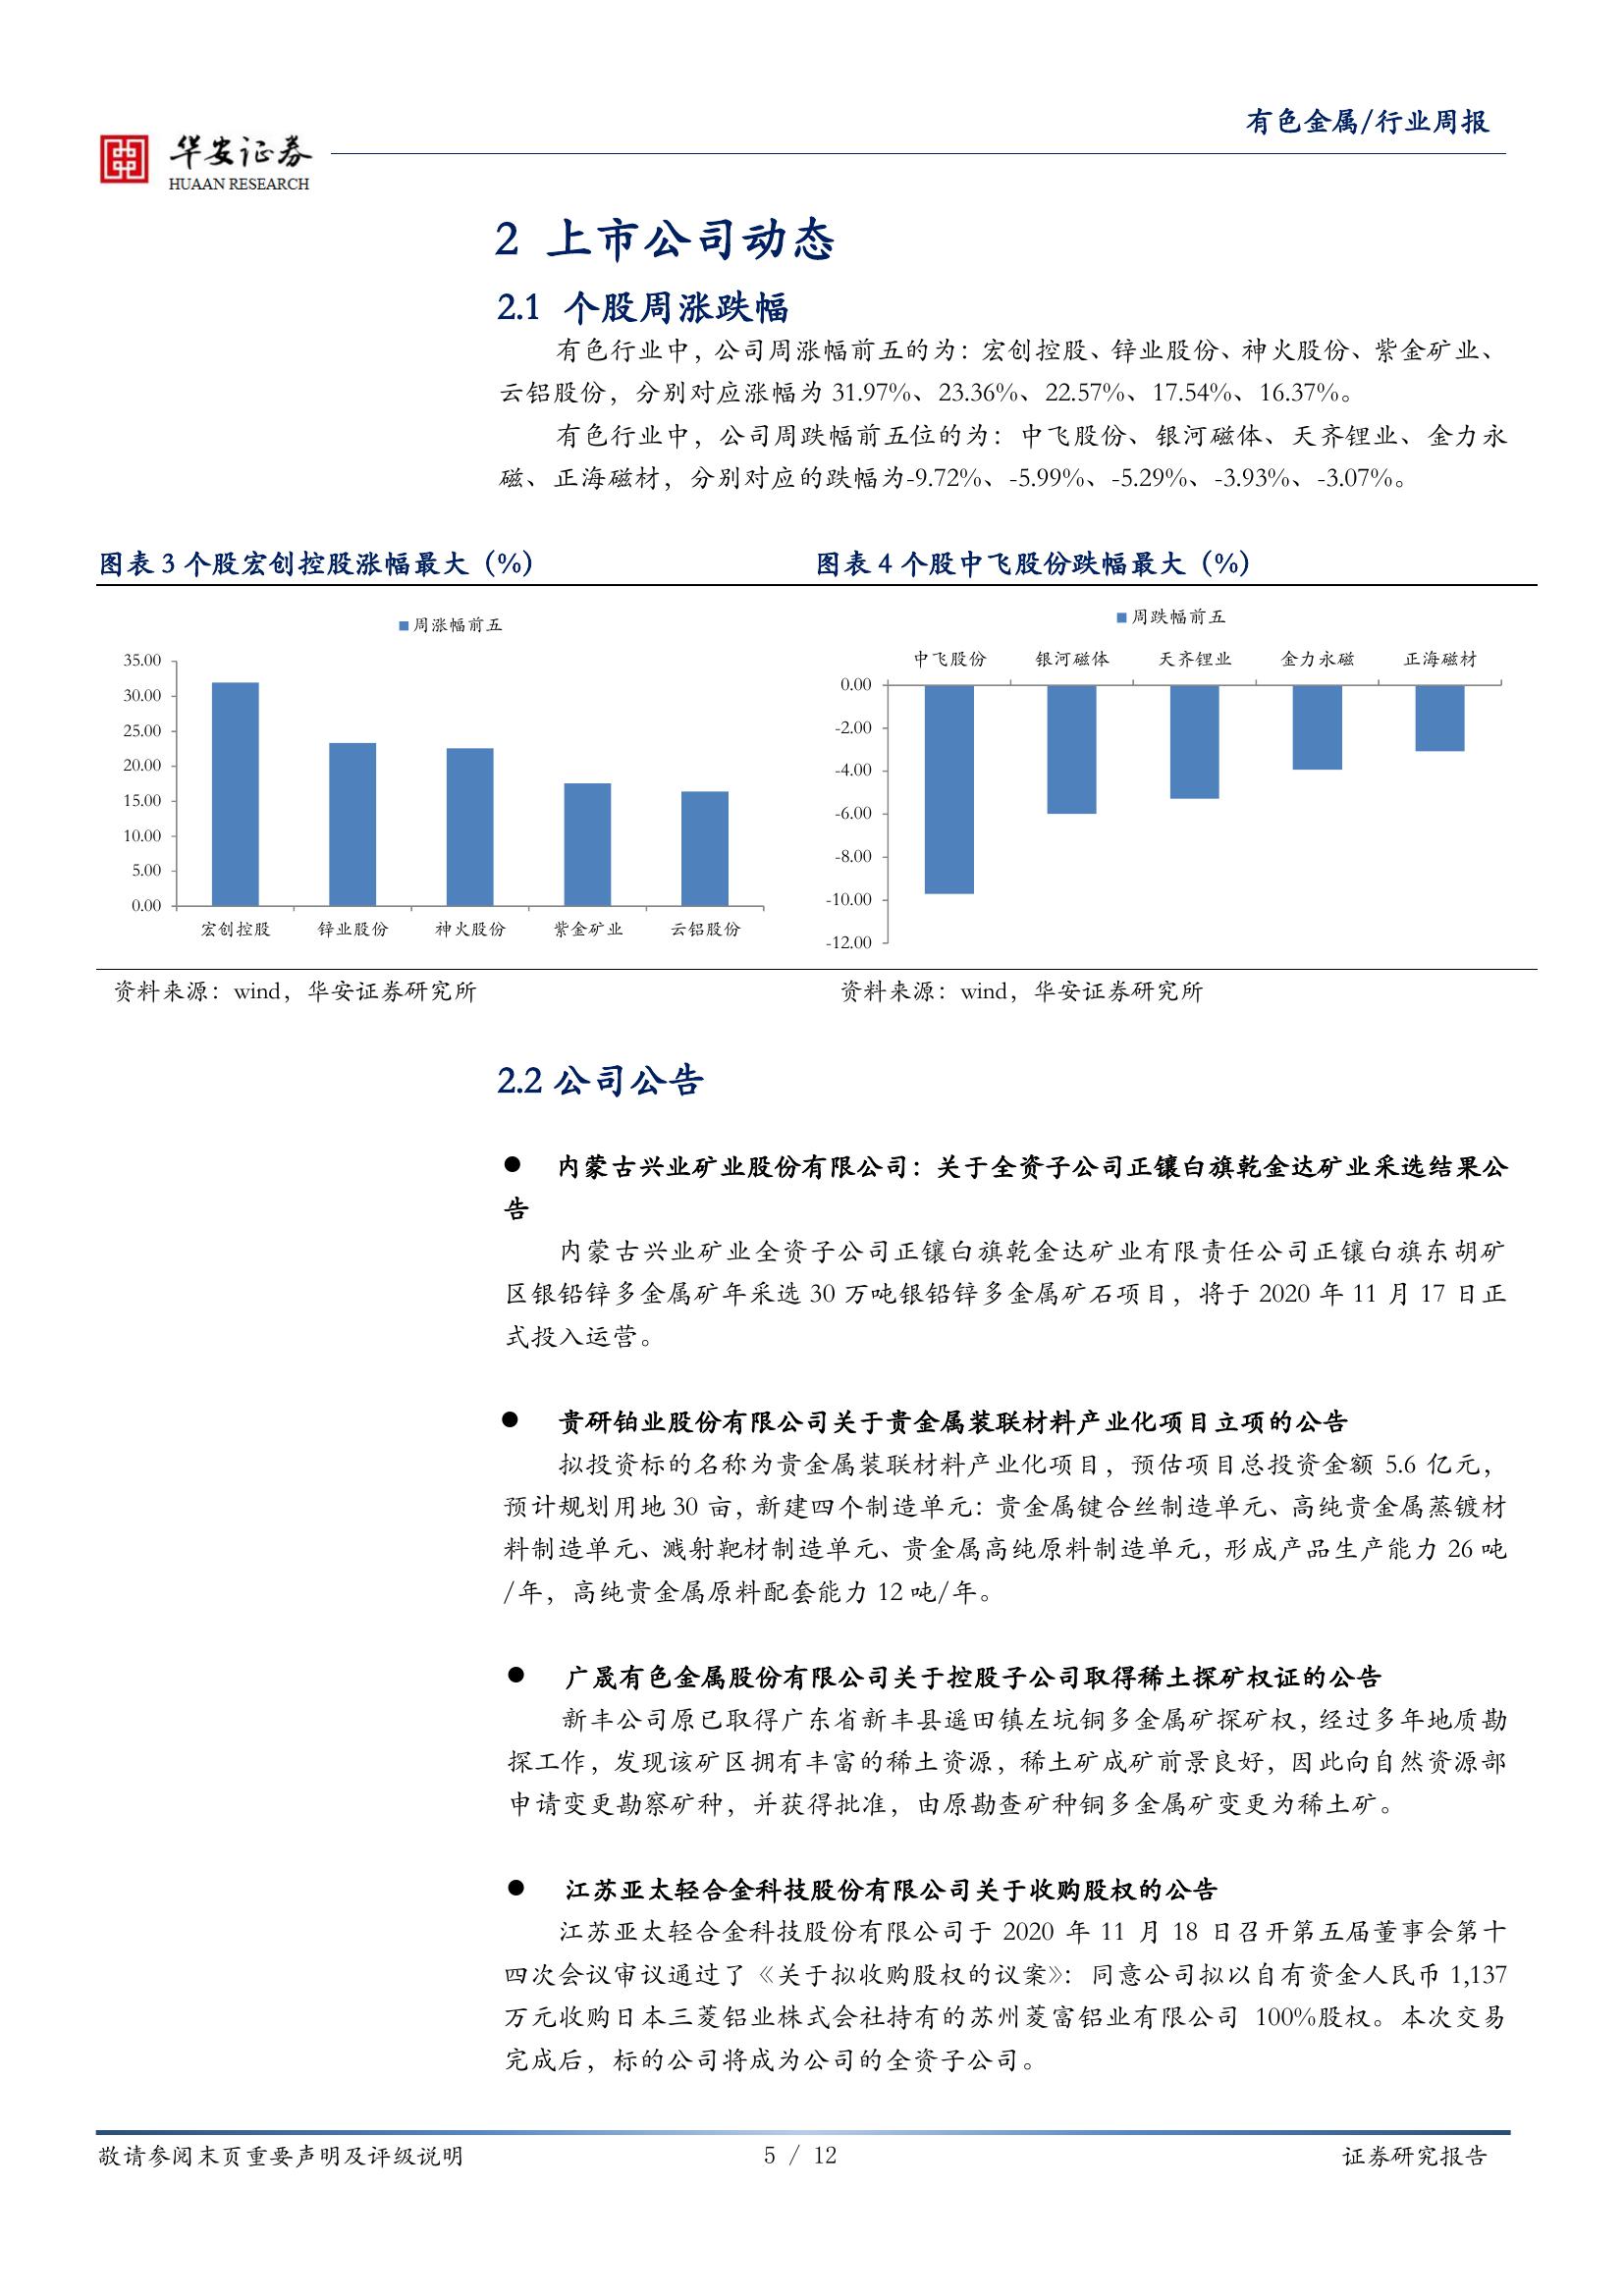 有色金属/行业周报
华安证券
HUAAN RESEARCH
2 上市公司动态
2.1 个股周涨跌幅
有色行业中，公司周涨幅前五的为：宏创控股、锌业股份、神火股份、紫金矿业、
云铝股份，分别对应涨幅为 31.97%、23.36%、22.57%、17.54%、16.37%。
有色行业中，公司周跌幅前五位的为：中飞股份、银河磁体、天齐锂业、金力永
磁、正海磁材，分别对应的跌幅为-9.72%、-5.99%、-5.29%、-3.93%、-3.07%。
图表 3 个股宏创控股涨幅最大（%）
周涨幅前五
35.00
30.00
25.00
20.00
15.00
10.00
5.00
0.00
宏创控股 锌业股份 神火股份 紫金矿业 云铝股份
资料来源：wind，华安证券研究所
图表 4 个股中飞股份跌幅最大（%）
周跌幅前五
中飞股份 银河磁体 天齐锂业 金力永磁 正海磁材
0.00
-2.00
-4.00
-6.00
-8.00
-10.00
-12.00
资料来源：wind，华安证券研究所
2.2 公司公告
● 内蒙古兴业矿业股份有限公司：关于全资子公司正镶白旗乾金达矿业采选结果公
告
内蒙古兴业矿业全资子公司正镶白旗乾金达矿业有限责任公司正镶白旗东胡矿
区银铅锌多金属矿年采选 30 万吨银铅锌多金属矿石项目，将于 2020 年 11 月 17 日正
式投入运营。
● 贵研铂业股份有限公司关于贵金属装联材料产业化项目立项的公告
拟投资标的名称为贵金属装联材料产业化项目，预估项目总投资金额 5.6 亿元，
预计规划用地 30 亩，新建四个制造单元：贵金属键合丝制造单元、高纯贵金属蒸镀材
料制造单元、溅射靶材制造单元、贵金属高纯原料制造单元，形成产品生产能力 26 吨
/年，高纯贵金属原料配套能力 12 吨/年。
● 广晟有色金属股份有限公司关于控股子公司取得稀土探矿权证的公告
新丰公司原已取得广东省新丰县遥田镇左坑铜多金属矿探矿权，经过多年地质勘
探工作，发现该矿区拥有丰富的稀土资源，稀土矿成矿前景良好，因此向自然资源部
申请变更勘察矿种，并获得批准，由原勘查矿种铜多金属矿变更为稀土矿。
● 江苏亚太轻合金科技股份有限公司关于收购股权的公告
江苏亚太轻合金科技股份有限公司于 2020 年 11 月 18 日召开第五届董事会第十
四次会议审议通过了《关于拟收购股权的议案》：同意公司拟以自有资金人民币 1,137
万元收购日本三菱铝业株式会社持有的苏州菱富铝业有限公司 100%股权。本次交易
完成后，标的公司将成为公司的全资子公司。
敬请参阅末页重要声明及评级说明
5 / 12
证券研究报告